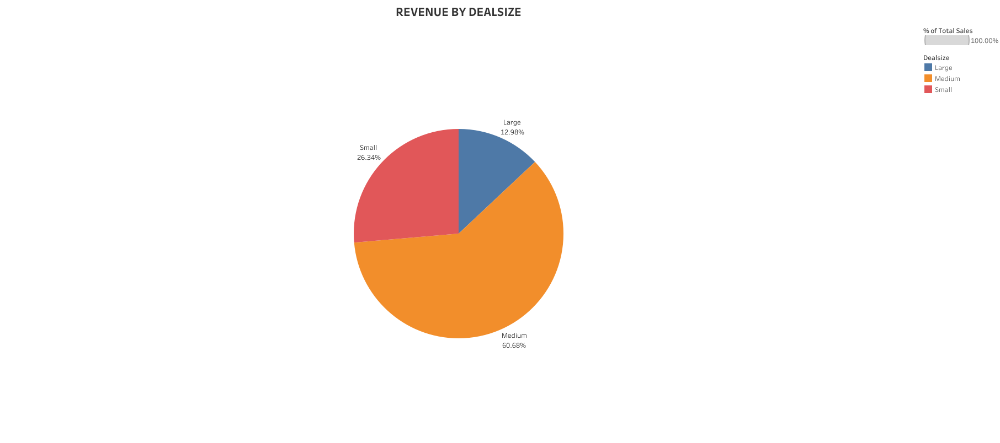 REVENUE BY DEALSIZE
% of Total Sales
100.00%
Dealsize
Large
Medium
Small
Large
12.98%
Small
26.34%
Medium
60.68%